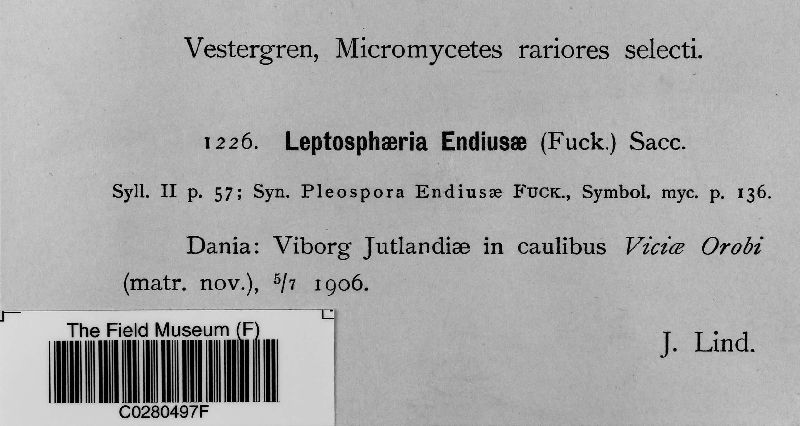 Vestergren, Micromycetes rariores selecti.
1226. Leptosphæria Endiusæ (Fuck.) Sacc.
Syll. II p. 57; Syn. Pleospora Endiusæ FUCK., Symbol. myc. p. 136.
Dania: Viborg Jutlandiæ in caulibus Viciæ Orobi
(matr. nov.), 5/7 1906.
J. Lind.
The Field Museum (F)
C0280497F